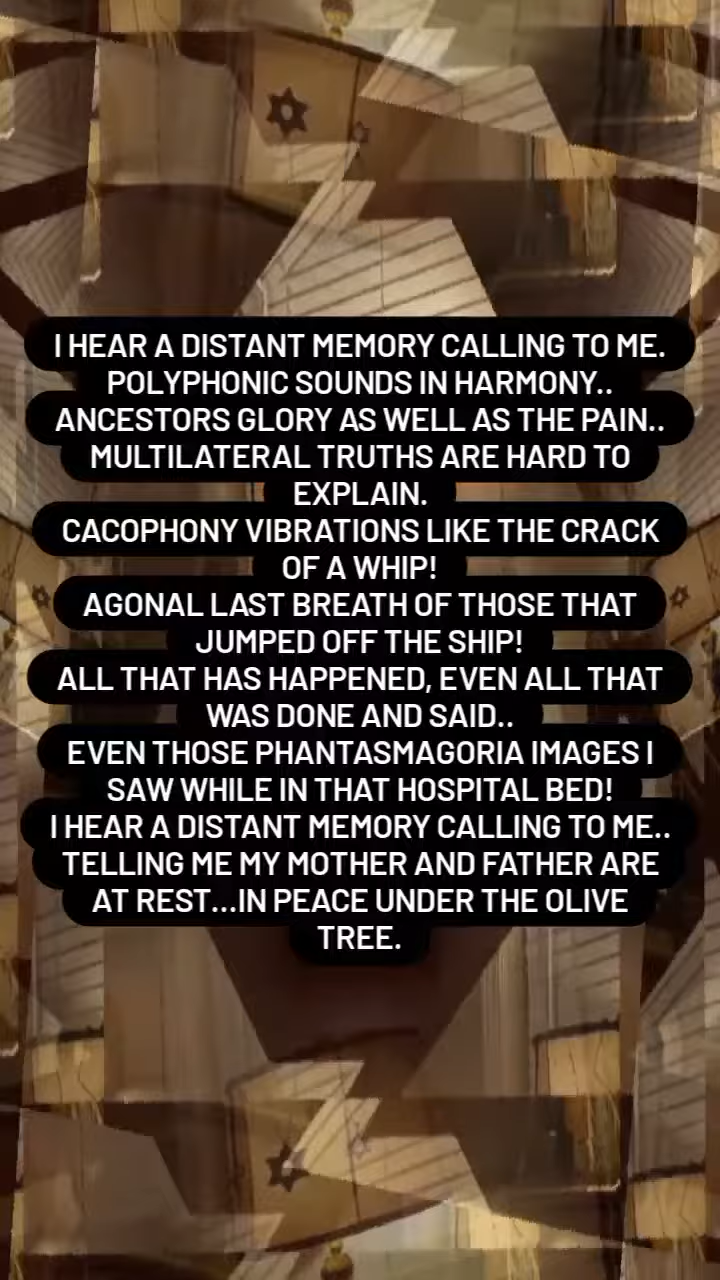 I HEAR A DISTANT MEMORY CALLING TO ME.
POLYPHONIC SOUNDS IN HARMONY..
ANCESTORS GLORY AS WELL AS THE PAIN..
MULTILATERAL TRUTHS ARE HARD TO
EXPLAIN.
CACOPHONY VIBRATIONS LIKE THE CRACK
OF A WHIP!
AGONAL LAST BREATH OF THOSE THAT
JUMPED OFF THE SHIP!
ALL THAT HAS HAPPENED, EVEN ALL THAT
WAS DONE AND SAID..
EVEN THOSE PHANTASMAGORIA IMAGES I
SAW WHILE IN THAT HOSPITAL BED!
I HEAR A DISTANT MEMORY CALLING TO ME..
TELLING ME MY MOTHER AND FATHER ARE
AT REST...IN PEACE UNDER THE OLIVE
TREE.